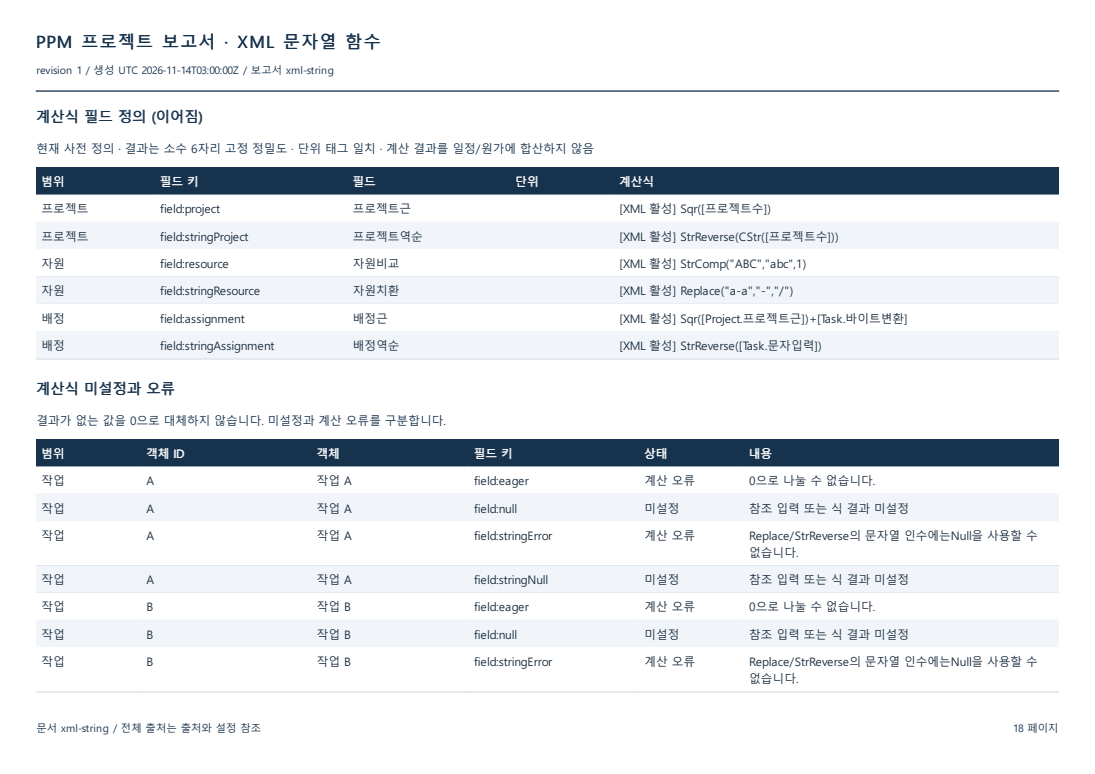 PPM 프로젝트 보고서 · XML 문자열 함수
revision 1 / 생성 UTC 2026-11-14T03:00:00Z / 보고서 xml-string
계산식 필드 정의 (이어짐)
현재 사전 정의 · 결과는 소수 6자리 고정 정밀도 · 단위 태그 일치 · 계산 결과를 일정/원가에 합산하지 않음
범위 필드 키 필드 단위 계산식
프로젝트 field:project 프로젝트근 [XML 활성] Sqr([프로젝트수])
프로젝트 field:stringProject 프로젝트역순 [XML 활성] StrReverse(CStr([프로젝트수]))
자원 field:resource 자원비교 [XML 활성] StrComp("ABC","abc",1)
자원 field:stringResource 자원치환 [XML 활성] Replace("a-a","-","/")
배정 field:assignment 배정근 [XML 활성] Sqr([Project.프로젝트근])+[Task.바이트변환]
배정 field:stringAssignment 배정역순 [XML 활성] StrReverse([Task.문자입력])
계산식 미설정과 오류
결과가 없는 값을 0으로 대체하지 않습니다. 미설정과 계산 오류를 구분합니다.
범위 객체 ID 객체 필드 키 상태 내용
작업 A 작업 A field:eager 계산 오류 0으로 나눌 수 없습니다.
작업 A 작업 A field:null 미설정 참조 입력 또는 식 결과 미설정
작업 A 작업 A field:stringError 계산 오류 Replace/StrReverse의 문자열 인수에는Null을 사용할 수
없습니다.
작업 A 작업 A field:stringNull 미설정 참조 입력 또는 식 결과 미설정
작업 B 작업 B field:eager 계산 오류 0으로 나눌 수 없습니다.
작업 B 작업 B field:null 미설정 참조 입력 또는 식 결과 미설정
작업 B 작업 B field:stringError 계산 오류 Replace/StrReverse의 문자열 인수에는Null을 사용할 수
없습니다.
문서 xml-string / 전체 출처는 출처와 설정 참조 18 페이지